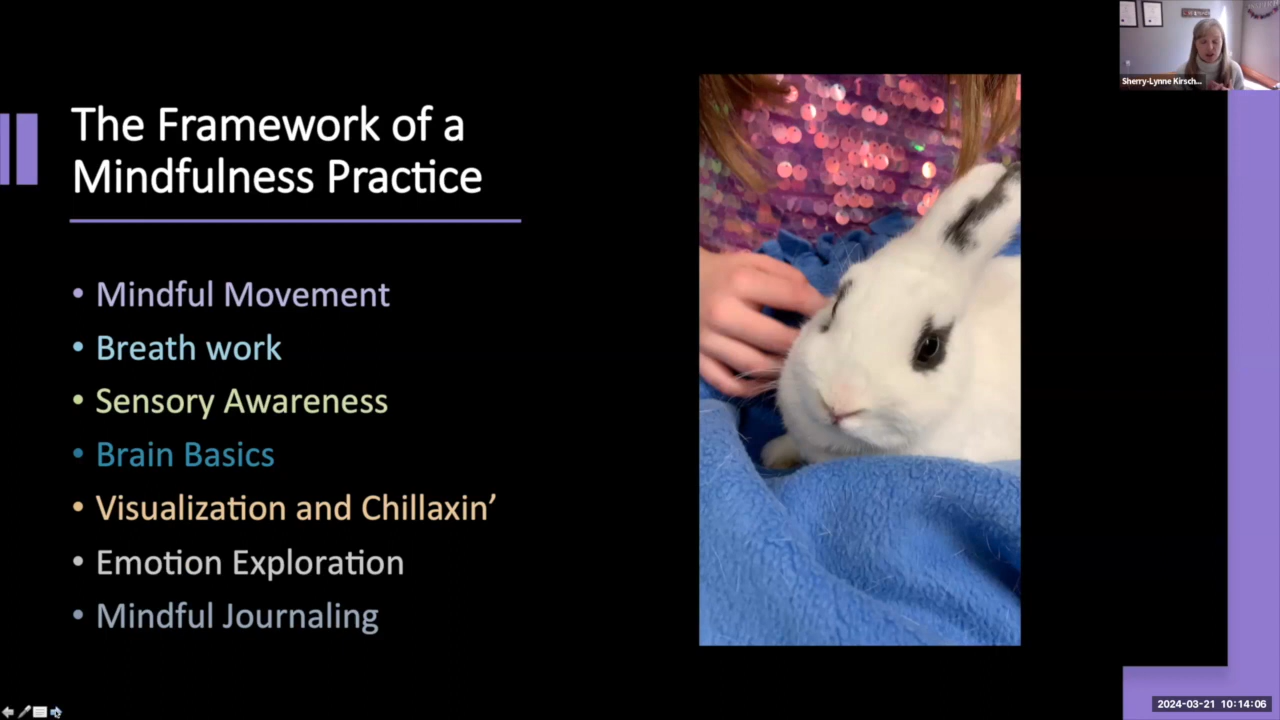 The Framework of a
Mindfulness Practice
• Mindful Movement
• Breath work
• Sensory Awareness
• Brain Basics
• Visualization and Chillaxin’
• Emotion Exploration
• Mindful Journaling
Sherry-Lynne Kirsch...
2024-03-21 10:14:06